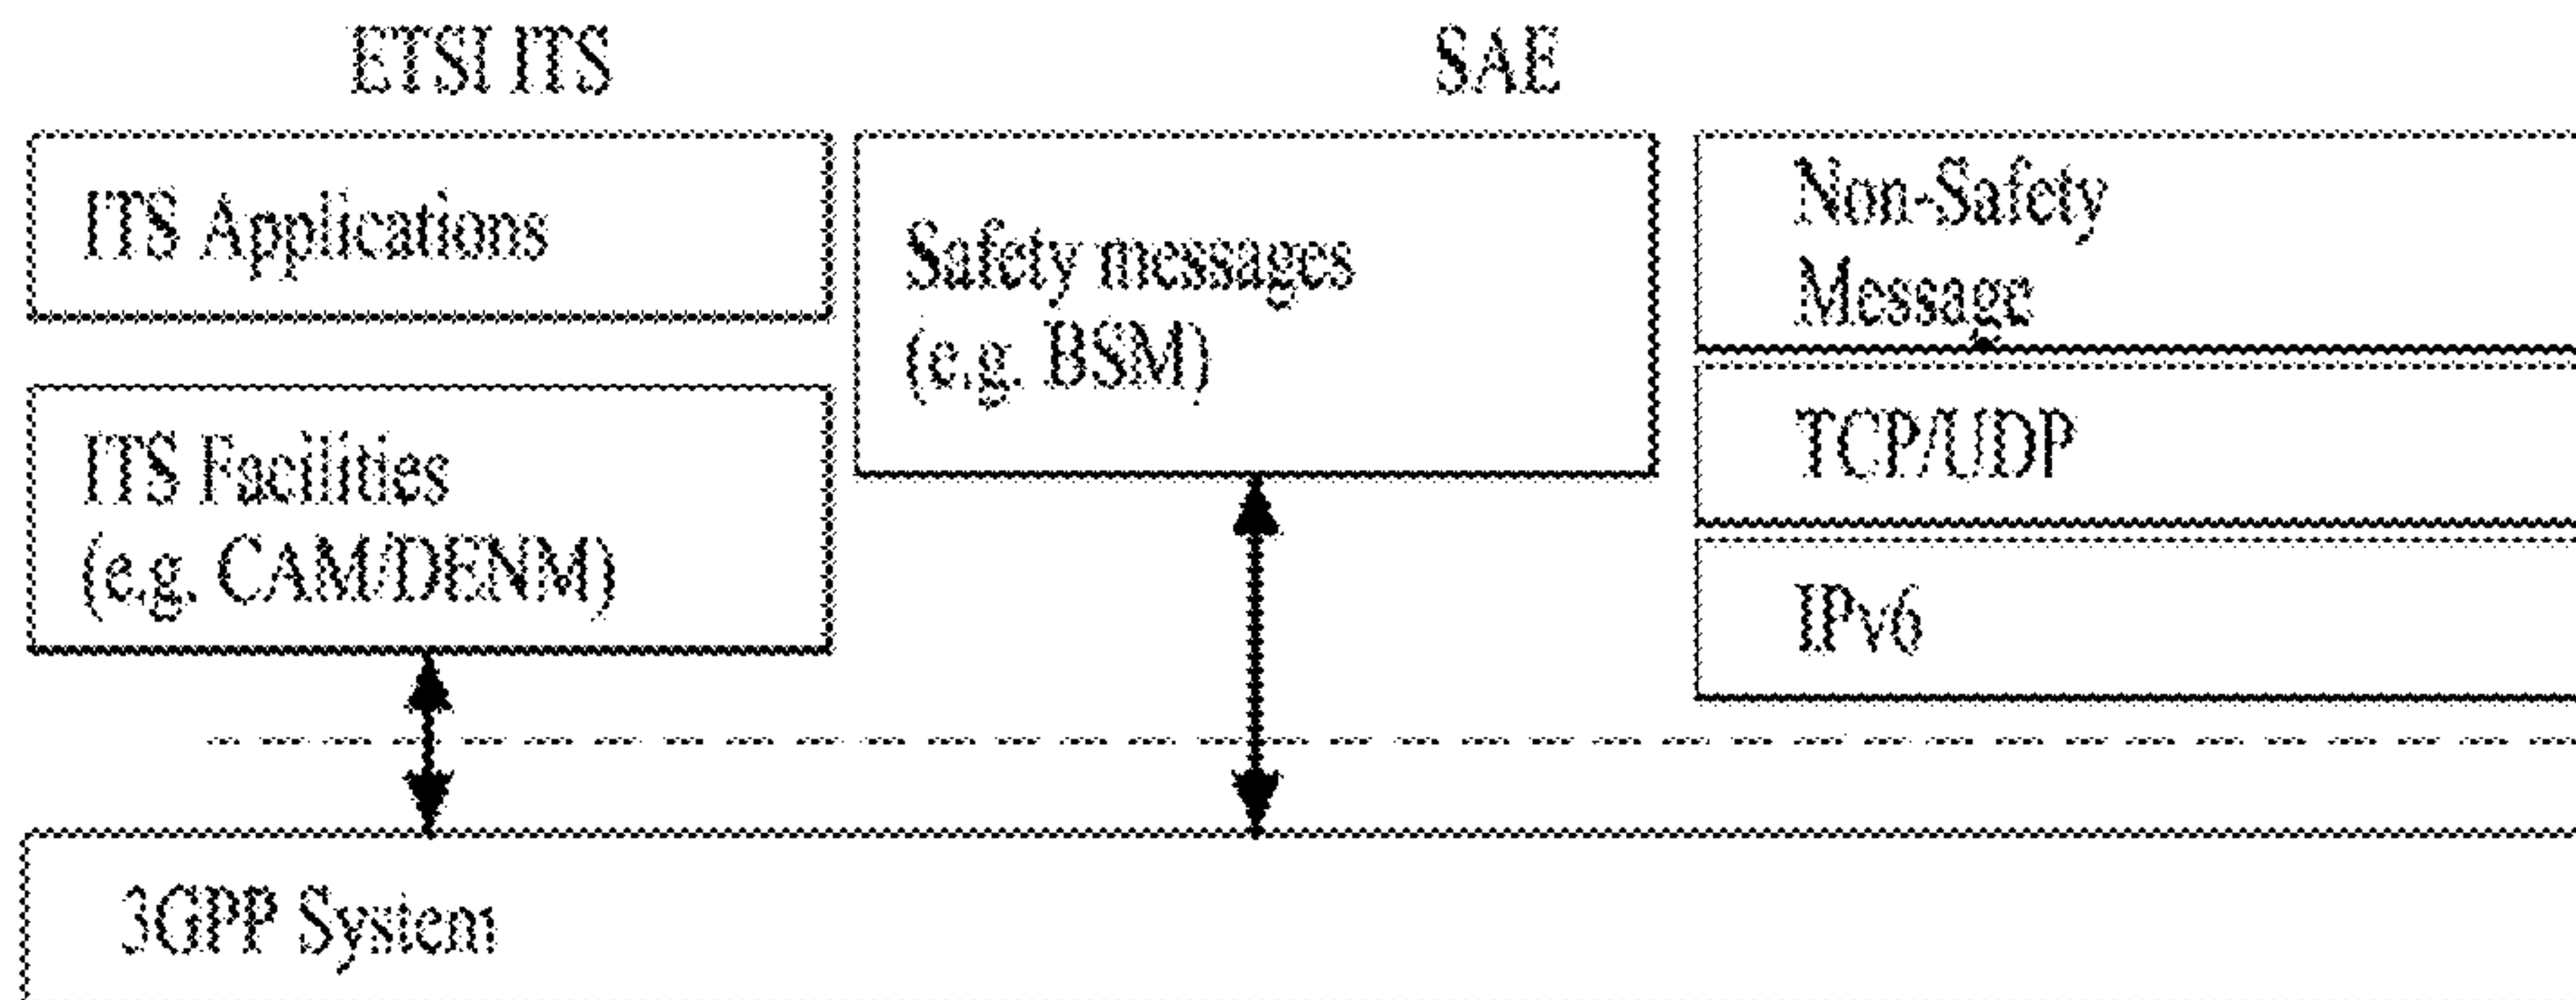 ETSI ITS
SAE
ITS Applications
Safety messages
(e.g. BSM)
Non-Safety
Message
ITS Facilities
(e.g. CAM/DENM)
TCP/UDP
IPv6
3GPP System